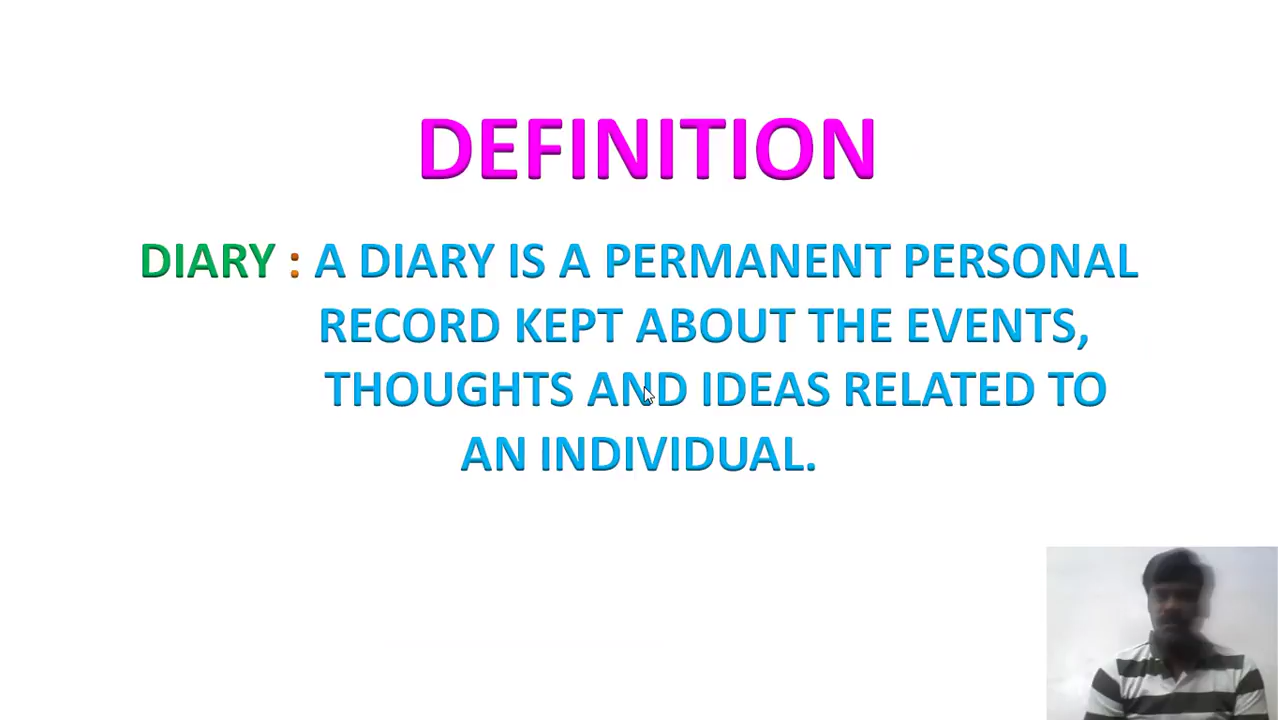 DEFINITION
DIARY : A DIARY IS A PERMANENT PERSONAL
RECORD KEPT ABOUT THE EVENTS,
THOUGHTS AND IDEAS RELATED TO
AN INDIVIDUAL.